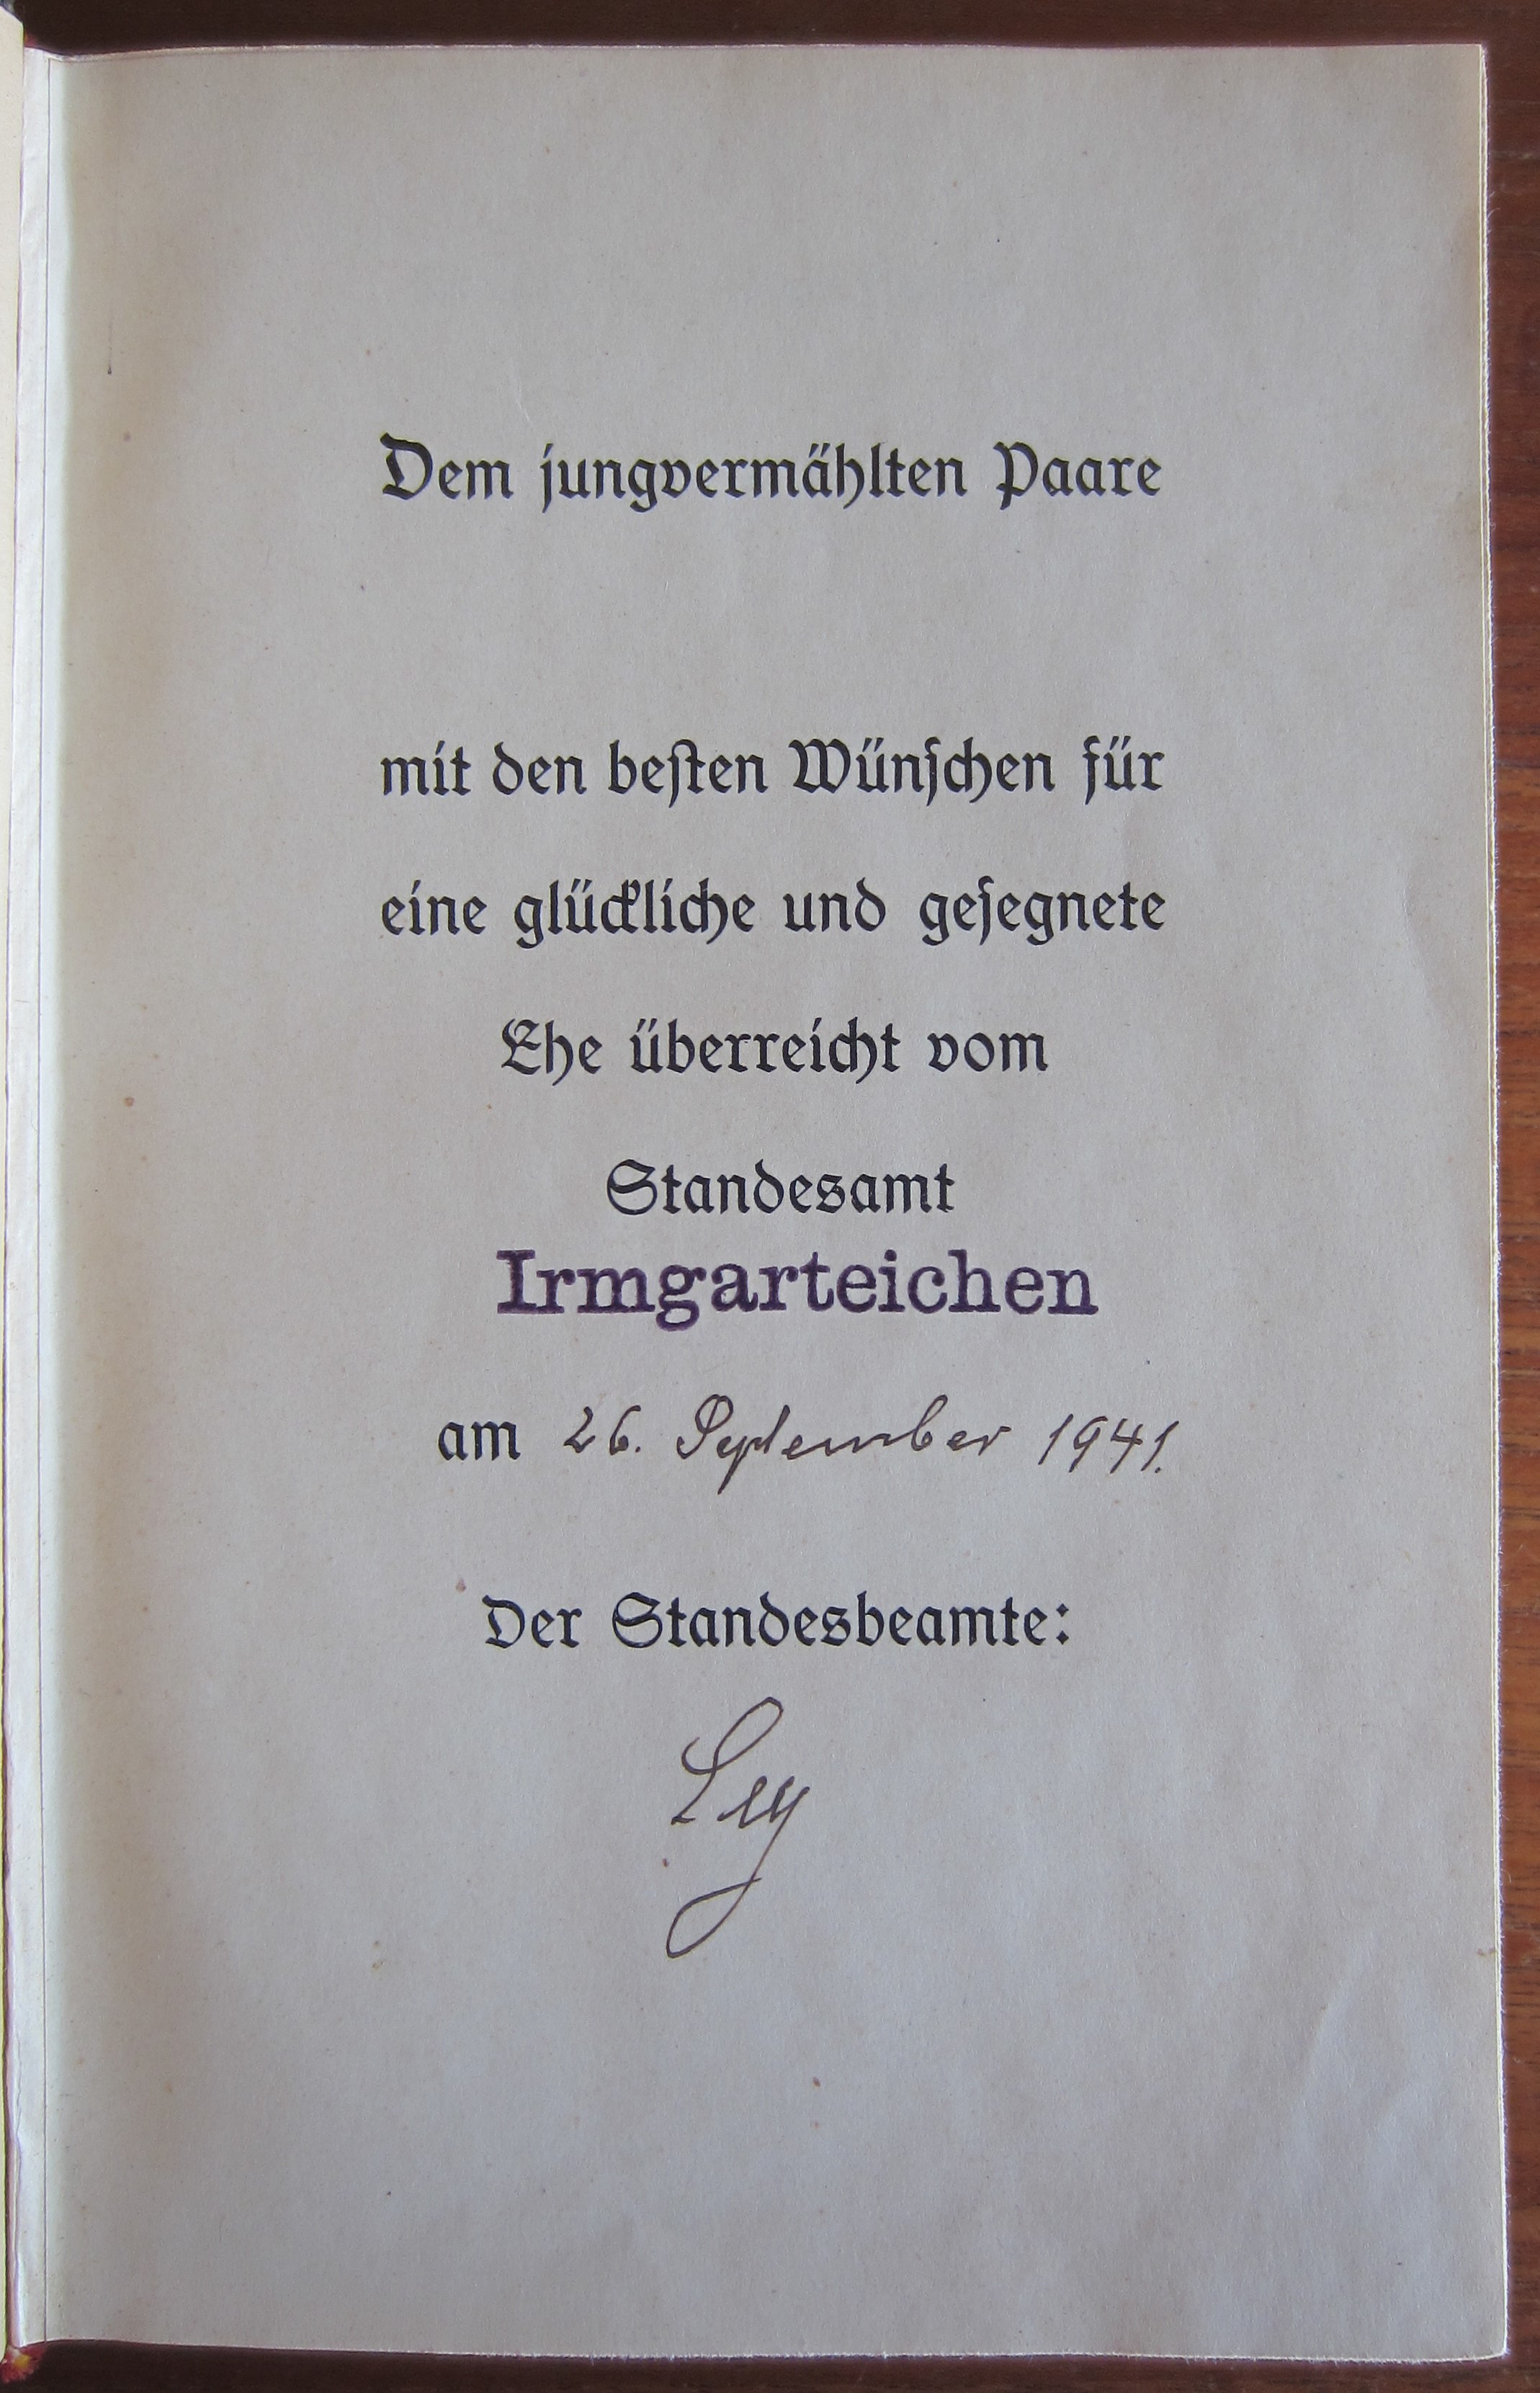 Dem jungvermählten Paare
mit den besten Wünschen für
eine glückliche und gesegnete
Ehe überreicht vom
Standesamt
Irmgarteichen
am 26. September 1941.
Der Standesbeamte:
Ley